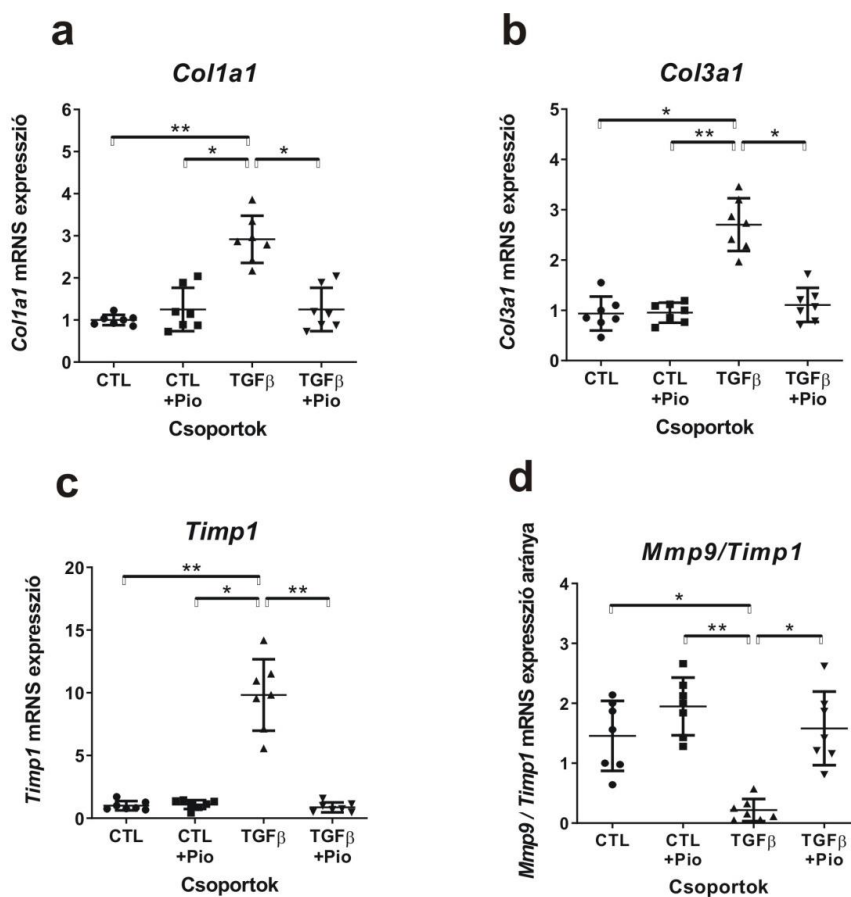 a
Col1a1
Col1a1 mRNS expresszió
6
5
4
3
2
1
0
**
*
*
CTL
CTL
+Pio
TGFβ
TGFβ
+Pio
Csoportok
b
Col3a1
Col3a1 mRNS expresszió
5
4
3
2
1
0
*
**
*
CTL
CTL
+Pio
TGFβ
TGFβ
+Pio
Csoportok
c
Timp1
Timp1 mRNS expresszió
20
15
10
5
0
**
*
**
CTL
CTL
+Pio
TGFβ
TGFβ
+Pio
Csoportok
d
Mmp9/Timp1
Mmp9 / Timp1 mRNS expresszió aránya
4
3
2
1
0
*
**
*
CTL
CTL
+Pio
TGFβ
TGFβ
+Pio
Csoportok